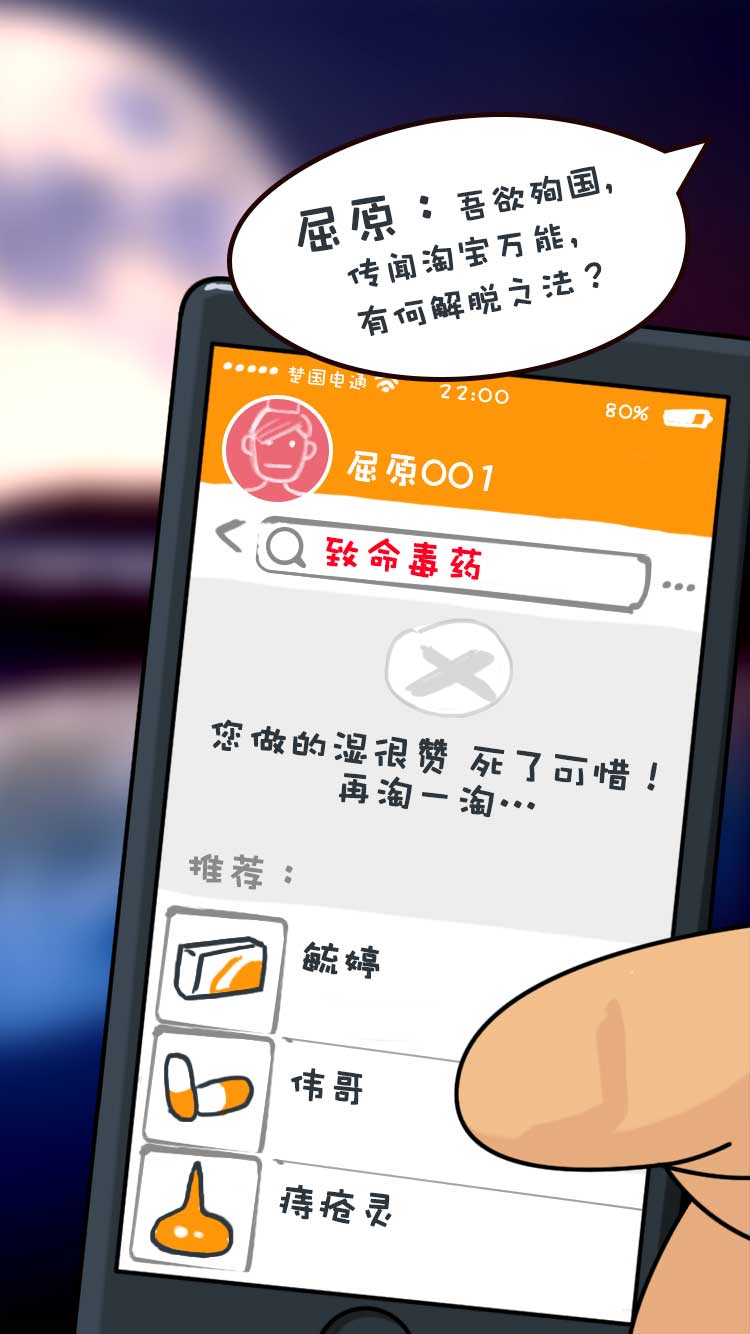 屈原：吾欲殉国，
传闻淘宝万能，
有何解脱之法？
楚国电通 22:00 80%
屈原001
致命毒药
您做的湿很赞 死了可惜！
再淘一淘…
推荐：
毓婷
伟哥
痔疮灵